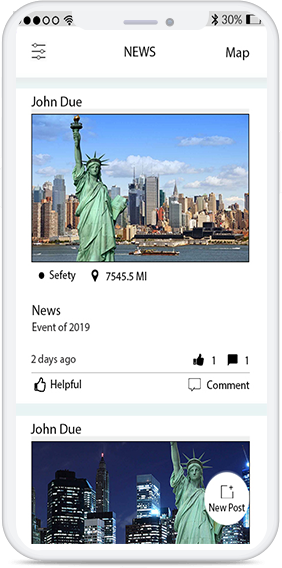 30%
NEWS
Map
John Due
Sefety 7545.5 MI
News
Event of 2019
2 days ago 1 1
Helpful Comment
John Due
New Post